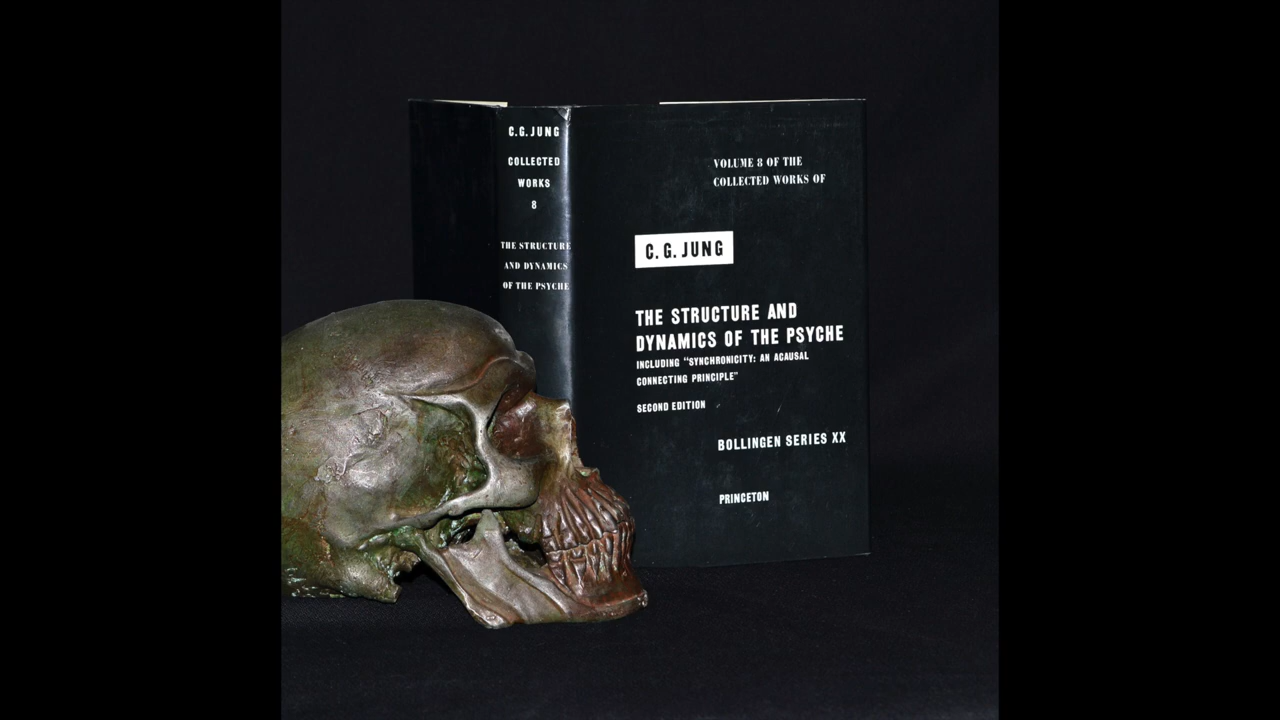 C.G. JUNG
COLLECTED
WORKS
8
THE STRUCTURE
AND DYNAMICS
OF THE PSYCHE
VOLUME 8 OF THE
COLLECTED WORKS OF
C. G. JUNG
THE STRUCTURE AND
DYNAMICS OF THE PSYCHE
INCLUDING "SYNCHRONICITY: AN ACAUSAL
CONNECTING PRINCIPLE"
SECOND EDITION
BOLLINGEN SERIES XX
PRINCETON